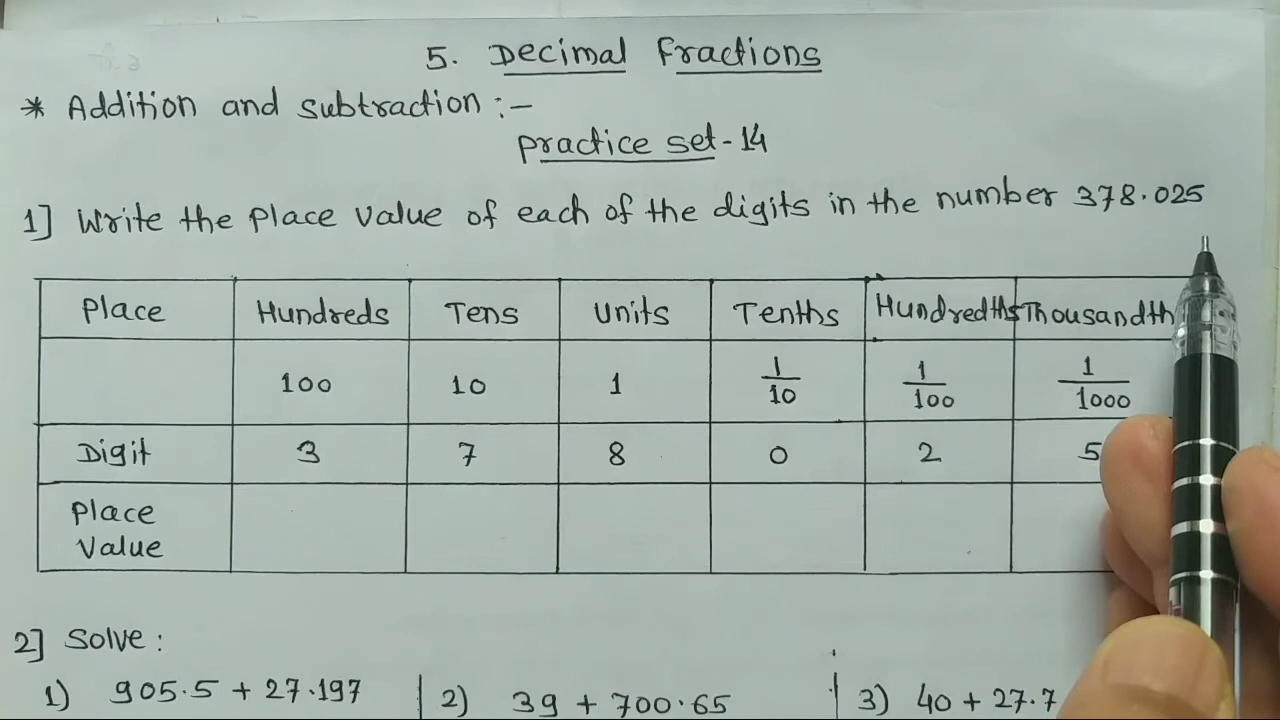 5. Decimal Fractions
* Addition and subtraction :-
Practice set-14
1] Write the place value of each of the digits in the number 378.025
Place Hundreds Tens Units Tenths Hundredths Thousandth
100 10 1 1/10 1/100 1/1000
Digit 3 7 8 0 2 5
Place Value
2] Solve :
1) 905.5 + 27.197 2) 39 + 700.65 3) 40 + 27.7